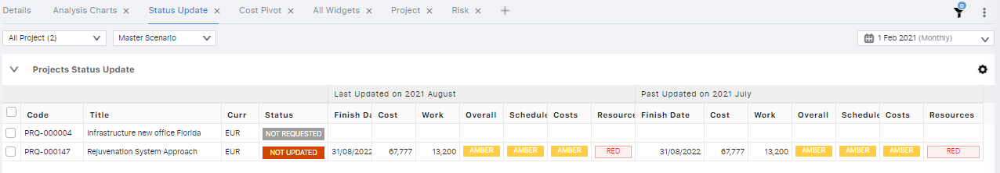 Details Analysis Charts × Status Update × Cost Pivot × All Widgets × Project × Risk × + 0
All Project (2) Master Scenario 1 Feb 2021 (Monthly)
Projects Status Update
Last Updated on 2021 August Past Updated on 2021 July
Code Title Curr Status Finish Da Cost Work Overall Schedule Costs Resource Finish Date Cost Work Overall Schedule Costs Resources
PRQ-000004 Infrastructure new office Florida EUR NOT REQUESTED
PRQ-000147 Rejuvenation System Approach EUR NOT UPDATED 31/08/2022 67,777 13,200 AMBER AMBER AMBER RED 31/08/2022 67,777 13,200 AMBER AMBER AMBER RED